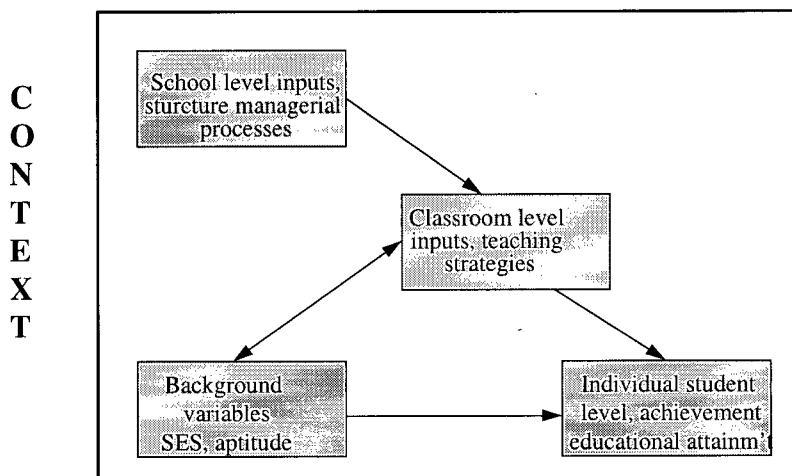 CONTEXT
School level inputs,
sturcture managerial
processes
Classroom level
inputs, teaching
strategies
Background
variables
SES, aptitude
Individual student
level, achievement
educational attainm't